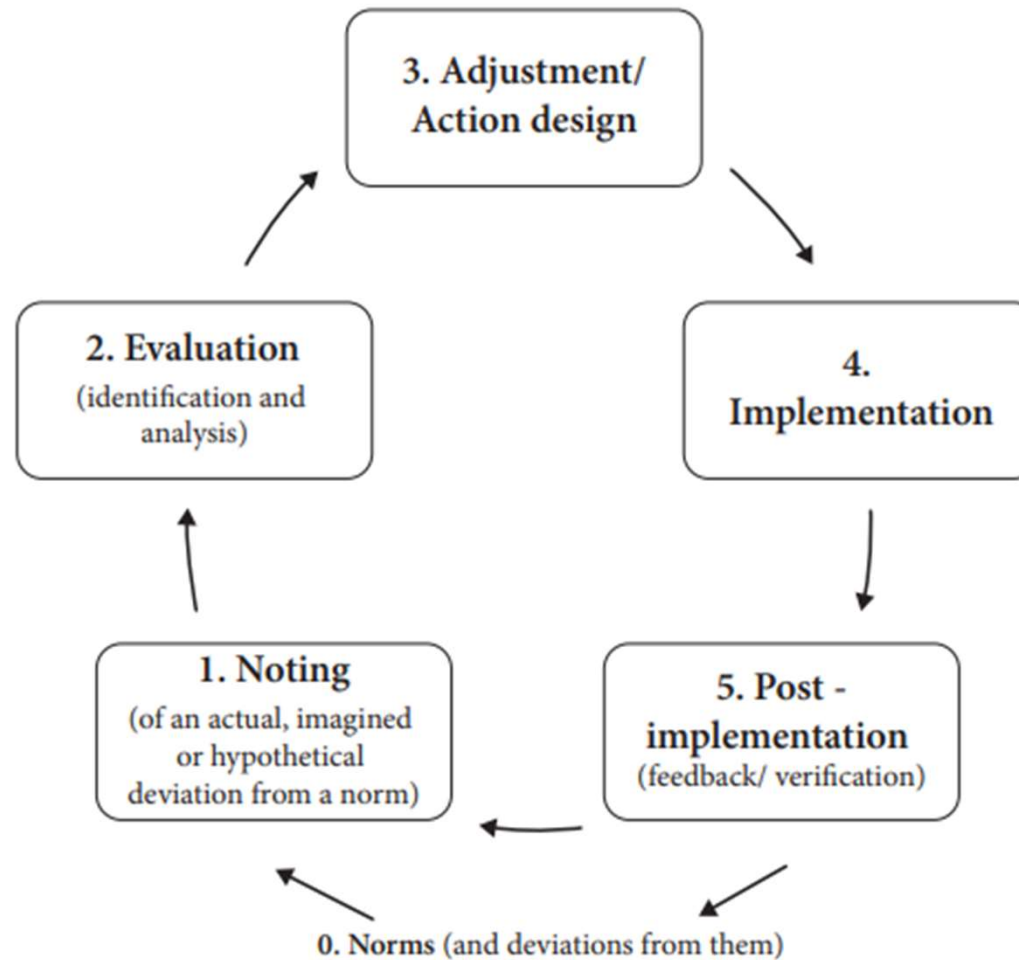 3. Adjustment/
Action design
2. Evaluation
(identification and
analysis)
4.
Implementation
1. Noting
(of an actual, imagined
or hypothetical
deviation from a norm)
5. Post -
implementation
(feedback/ verification)
0. Norms (and deviations from them)